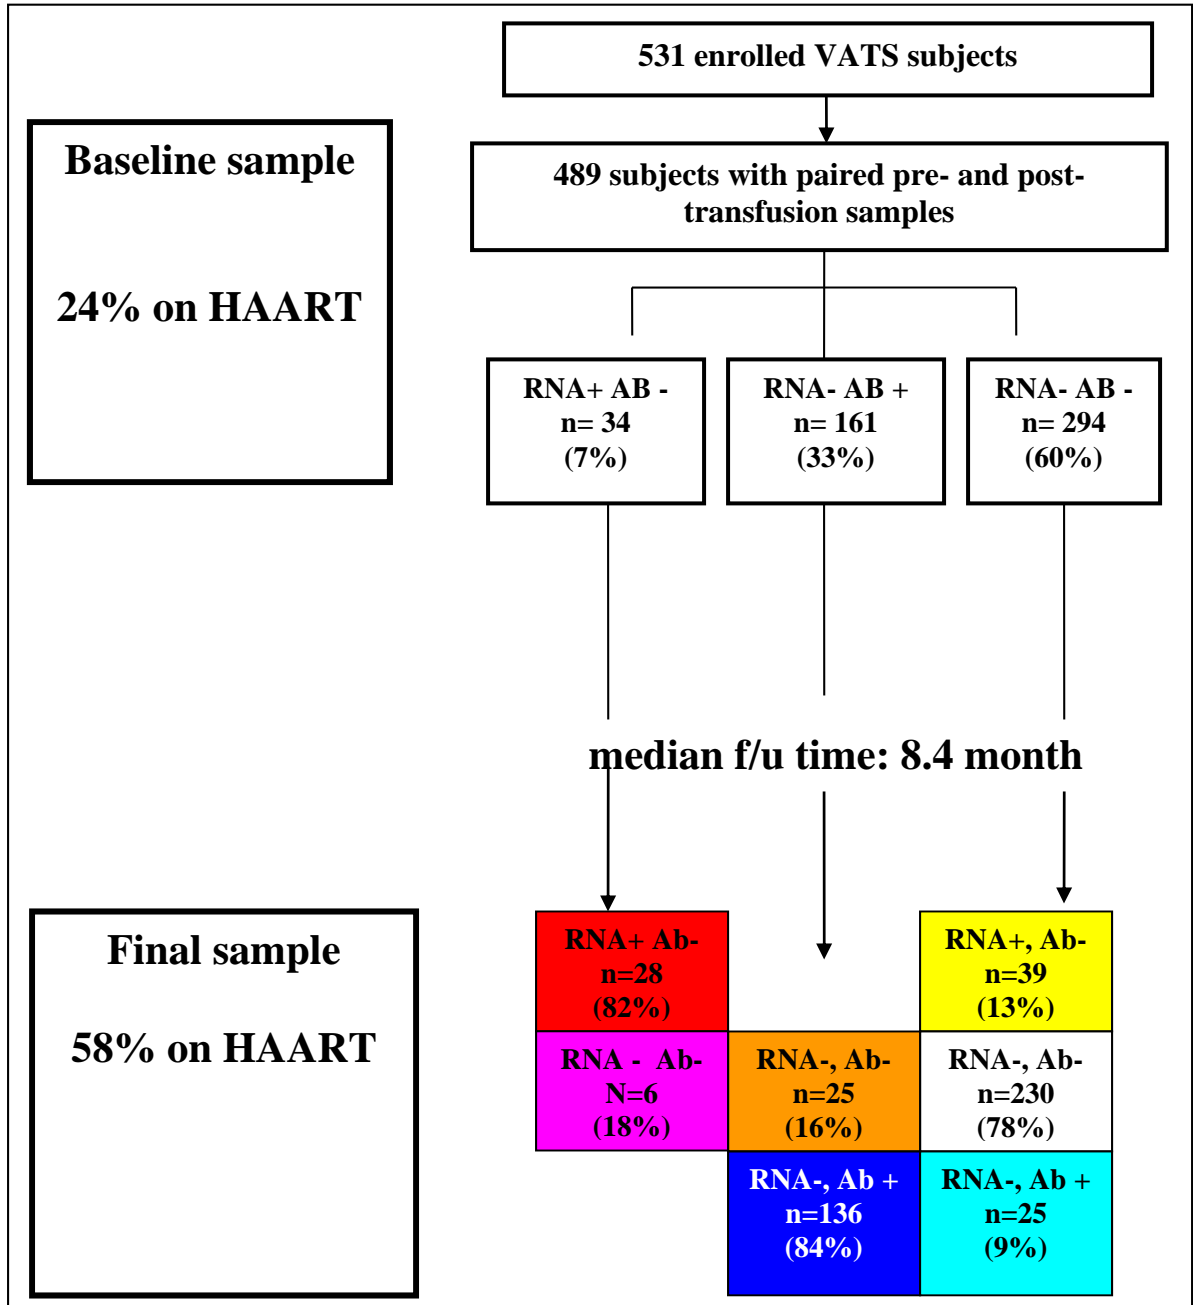 531 enrolled VATS subjects
Baseline sample
24% on HAART
489 subjects with paired pre- and post-
transfusion samples
RNA+ AB -
n= 34
(7%)
RNA- AB +
n= 161
(33%)
RNA- AB -
n= 294
(60%)
median f/u time: 8.4 month
Final sample
58% on HAART
RNA+ Ab-
n=28
(82%)
RNA+, Ab-
n=39
(13%)
RNA - Ab-
N=6
(18%)
RNA-, Ab-
n=25
(16%)
RNA-, Ab-
n=230
(78%)
RNA-, Ab +
n=136
(84%)
RNA-, Ab +
n=25
(9%)